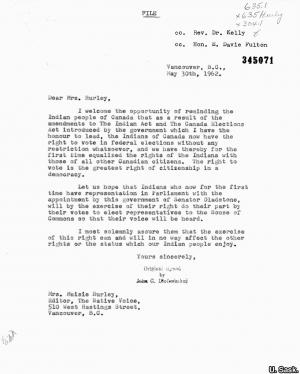 FILE
635.1
cc. Rev. Dr. Kelly
cc. Hon. E. Davie Fulton
345071
Vancouver, B.C.,
May 30th, 1962.
Dear Mrs. Hurley,
I welcome the opportunity of reminding the
Indian people of Canada that as a result of the
amendments to The Indian Act and The Canada Elections
Act introduced by the government which I have the
honour to lead, the Indians of Canada now have the
right to vote in Federal elections without any
restriction whatsoever, and we have thereby for the
first time equalized the rights of the Indians with
those of all other Canadian citizens. The right
to vote is the greatest right of citizenship in a
democracy.
Let us hope that Indians who now for the first
time have representation in Parliament with the
appointment by this government of Senator Gladstone,
will by the exercise of their right do their part by
their votes to elect representatives to the House of
Commons so that their voice will be heard.
I most solemnly assure them that the exercise
of this right can and will in no way affect the other
rights or the status which our Indian people enjoy.
Yours sincerely,
Original signed
by
John G. Diefenbaker
Mrs. Maisie Hurley,
Editor, The Native Voice,
510 West Hastings Street,
Vancouver, B.C.
U. Sask.